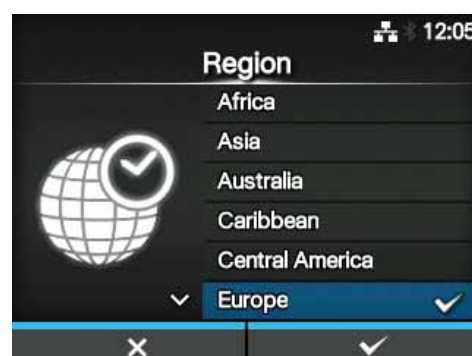 12:05
Region
Africa
Asia
Australia
Caribbean
Central America
Europe